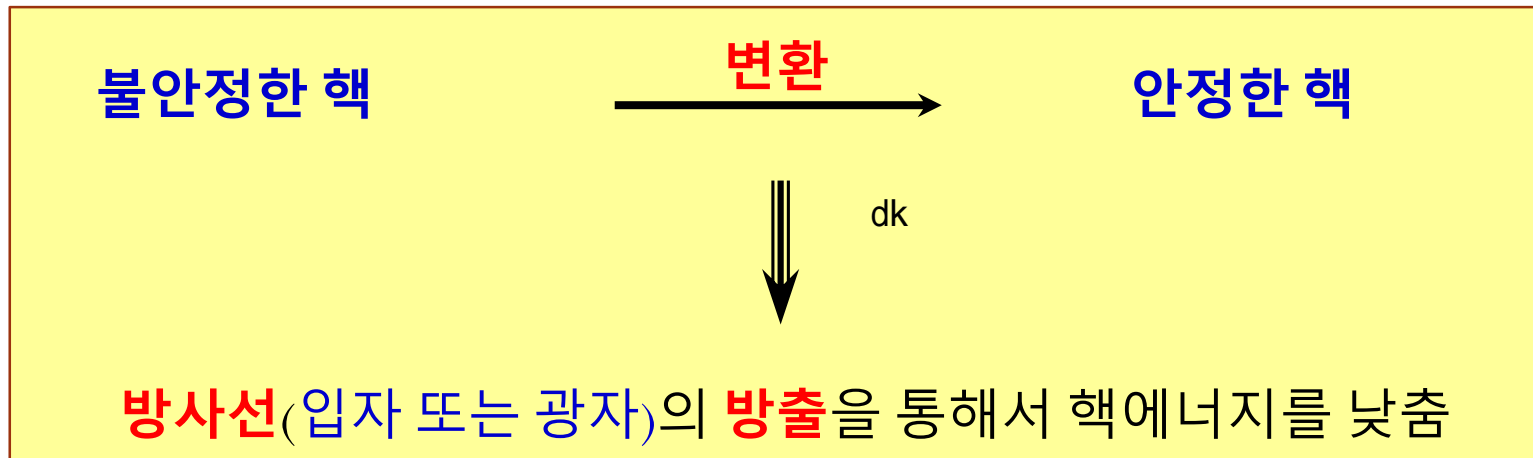 변환
불안정한 핵 안정한 핵
dk
방사선(입자 또는 광자)의 방출을 통해서 핵에너지를 낮춤